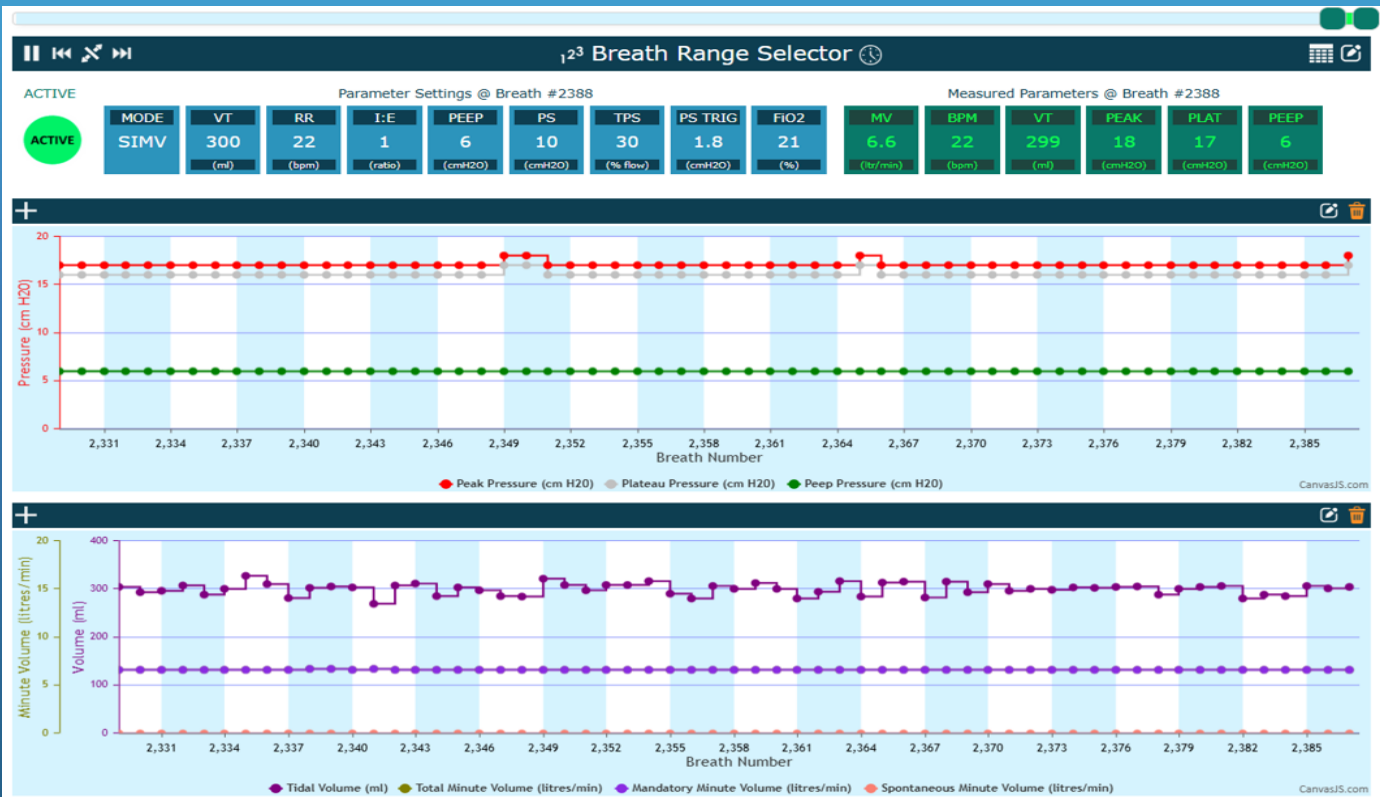 123 Breath Range Selector
ACTIVE Parameter Settings @ Breath #2388 Measured Parameters @ Breath #2388
ACTIVE
MODE VT RR I:E PEEP PS TPS PS TRIG FiO2 MV BPM VT PEAK PLAT PEEP
SIMV 300 22 1 6 10 30 1.8 21 6.6 22 299 18 17 6
(ml) (bpm) (ratio) (cmH2O) (cmH2O) (% flow) (cmH2O) (%) (ltr/min) (bpm) (ml) (cmH2O) (cmH2O) (cmH2O)
20
15
10
5
0
Pressure (cm H20)
2,331 2,334 2,337 2,340 2,343 2,346 2,349 2,352 2,355 2,358 2,361 2,364 2,367 2,370 2,373 2,376 2,379 2,382 2,385
Breath Number
Peak Pressure (cm H20) Plateau Pressure (cm H20) Peep Pressure (cm H20)
CanvasJS.com
20 400
15 300
10 200
5 100
0 0
Minute Volume (litres/min)
Volume (ml)
2,331 2,334 2,337 2,340 2,343 2,346 2,349 2,352 2,355 2,358 2,361 2,364 2,367 2,370 2,373 2,376 2,379 2,382 2,385
Breath Number
Tidal Volume (ml) Total Minute Volume (litres/min) Mandatory Minute Volume (litres/min) Spontaneous Minute Volume (litres/min)
CanvasJS.com